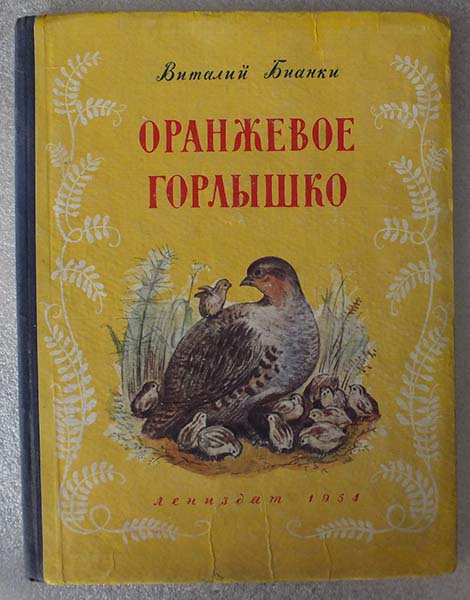 Виталий Бианки
ОРАНЖЕВОЕ
ГОРЛЫШКО
лениздат 1954